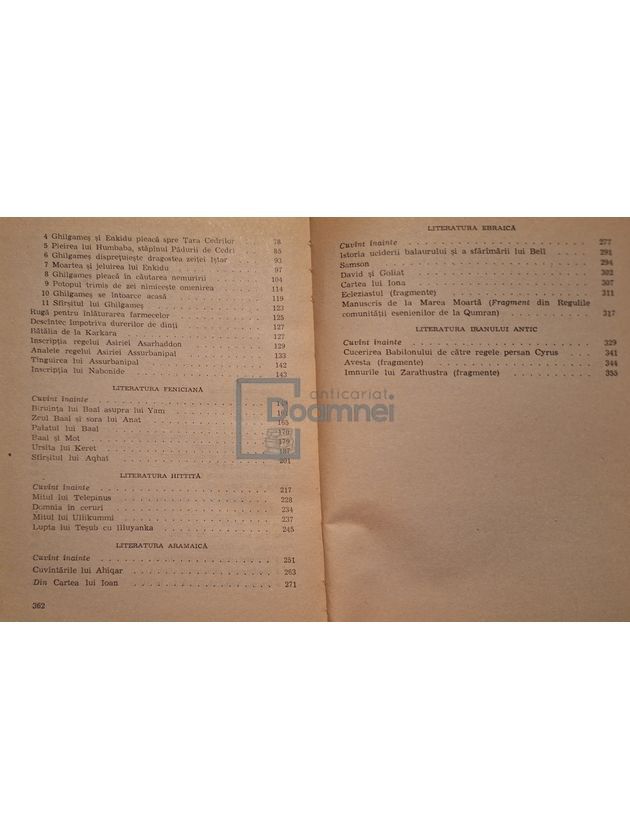 4 Ghilgameș și Enkidu pleacă spre Țara Cedrilor . 78
5 Pieirea lui Humbaba, stăpînul Pădurii de Cedri . 85
6 Ghilgameș disprețuiește dragostea zeiței Iștar . . 93
7 Moartea și jeluirea lui Enkidu . . . . . 97
8 Ghilgameș pleacă în căutarea nemuririi . . . . 104
9 Potopul trimis de zei nimicește omenirea . . . . 114
10 Ghilgameș se întoarce acasă . . . . . 119
11 Sfîrșitul lui Ghilgameș . . . . . 123
Rugă pentru înlăturarea farmecelor . . . . . 125
Descîntec împotriva durerilor de dinți . . . . . 127
Bătălia de la Karkara . . . . . 127
Inscripția regelui Asiriei Asarhaddon . . . . . 129
Analele regelui Asiriei Assurbanipal . . . . . 133
Tînguirea lui Assurbanipal . . . . . 142
Inscripția lui Nabonide . . . . . 143
LITERATURA FENICIANĂ
Cuvînt înainte . . . . .
Biruința lui Baal asupra lui Yam . . . . .
Zeul Baal și sora lui Anat . . . . . 165
Palatul lui Baal . . . . . 170
Baal și Mot . . . . . 179
Ursita lui Keret . . . . . 187
Sfîrșitul lui Aqhat . . . . . 201
LITERATURA HITTITĂ
Cuvînt înainte . . . . . 217
Mitul lui Telepinus . . . . . 228
Domnia în ceruri . . . . . 234
Mitul lui Ullikummi . . . . . 237
Lupta lui Teșub cu Illuyanka . . . . . 245
LITERATURA ARAMAICĂ
Cuvînt înainte . . . . . 251
Cuvîntările lui Ahiqar . . . . . 263
Din Cartea lui Ioan . . . . . 271
362
LITERATURA EBRAICĂ
Cuvînt înainte . . . . . 277
Istoria uciderii balaurului și a sfărîmării lui Bell . . 291
Samson . . . . . 294
David și Goliat . . . . . 302
Cartea lui Iona . . . . . 307
Ecleziastul (fragmente) . . . . . 311
Manuscris de la Marea Moartă (Fragment din Regulile
comunității esenienilor de la Qumran) . . . . . 317
LITERATURA IRANULUI ANTIC
Cuvînt înainte . . . . . 329
Cucerirea Babilonului de către regele persan Cyrus . 341
Avesta (fragmente) . . . . . 344
Imnurile lui Zarathustra (fragmente) . . . . . 355
anticariat
Doamnei